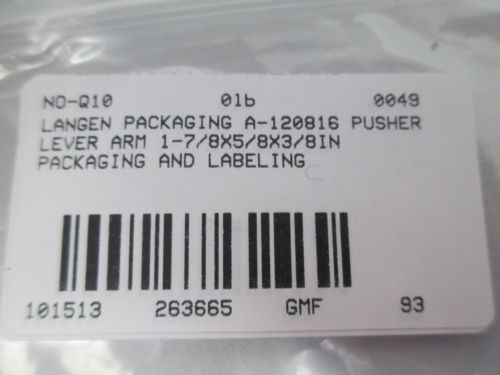 NO-Q10 01b 0049
LANGEN PACKAGING A-120816 PUSHER
LEVER ARM 1-7/8X5/8X3/8IN
PACKAGING AND LABELING
101513 263665 GMF 93